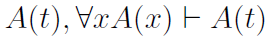 A(t), ∀xA(x) ⊢ A(t)